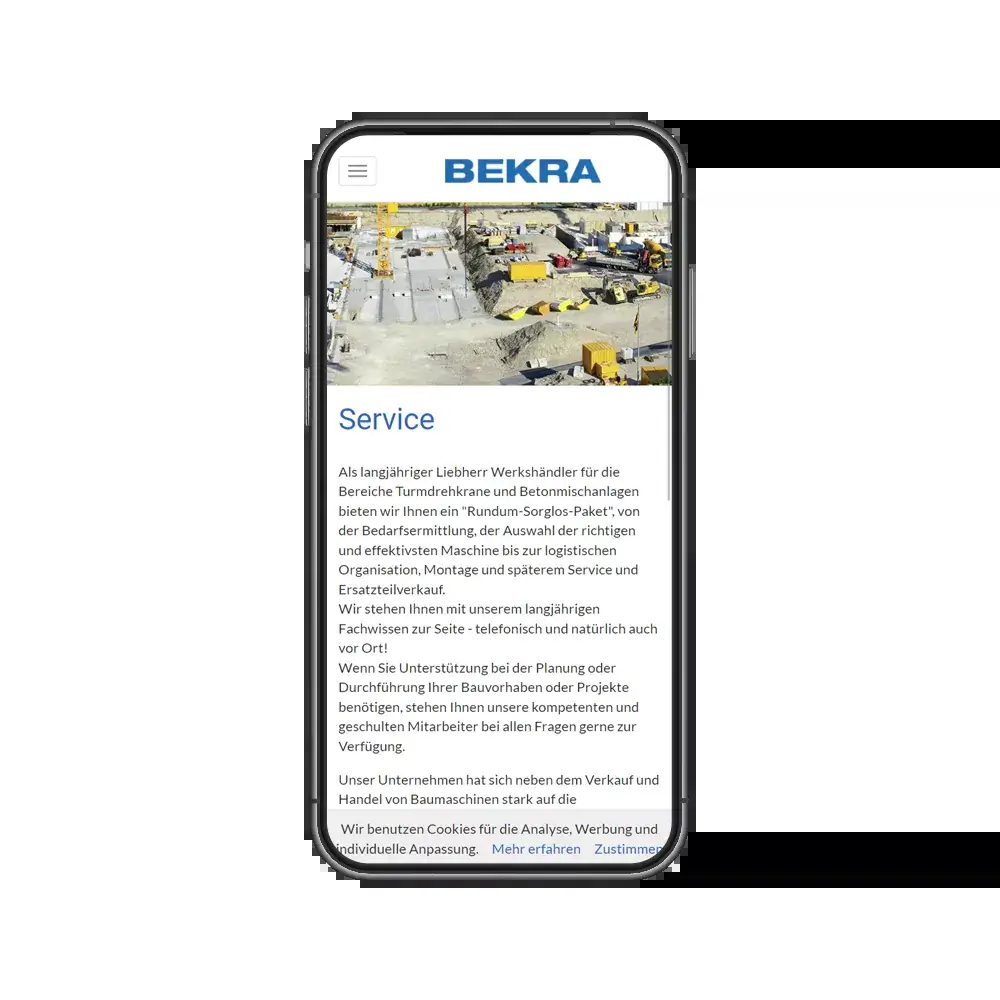 BEKRA
Service
Als langjähriger Liebherr Werkshändler für die
Bereiche Turmdrehkrane und Betonmischanlagen
bieten wir Ihnen ein "Rundum-Sorglos-Paket", von
der Bedarfsermittlung, der Auswahl der richtigen
und effektivsten Maschine bis zur logistischen
Organisation, Montage und späterem Service und
Ersatzteilverkauf.
Wir stehen Ihnen mit unserem langjährigen
Fachwissen zur Seite - telefonisch und natürlich auch
vor Ort!
Wenn Sie Unterstützung bei der Planung oder
Durchführung Ihrer Bauvorhaben oder Projekte
benötigen, stehen Ihnen unsere kompetenten und
geschulten Mitarbeiter bei allen Fragen gerne zur
Verfügung.
Unser Unternehmen hat sich neben dem Verkauf und
Handel von Baumaschinen stark auf die
Wir benutzen Cookies für die Analyse, Werbung und
individuelle Anpassung. Mehr erfahren Zustimmen